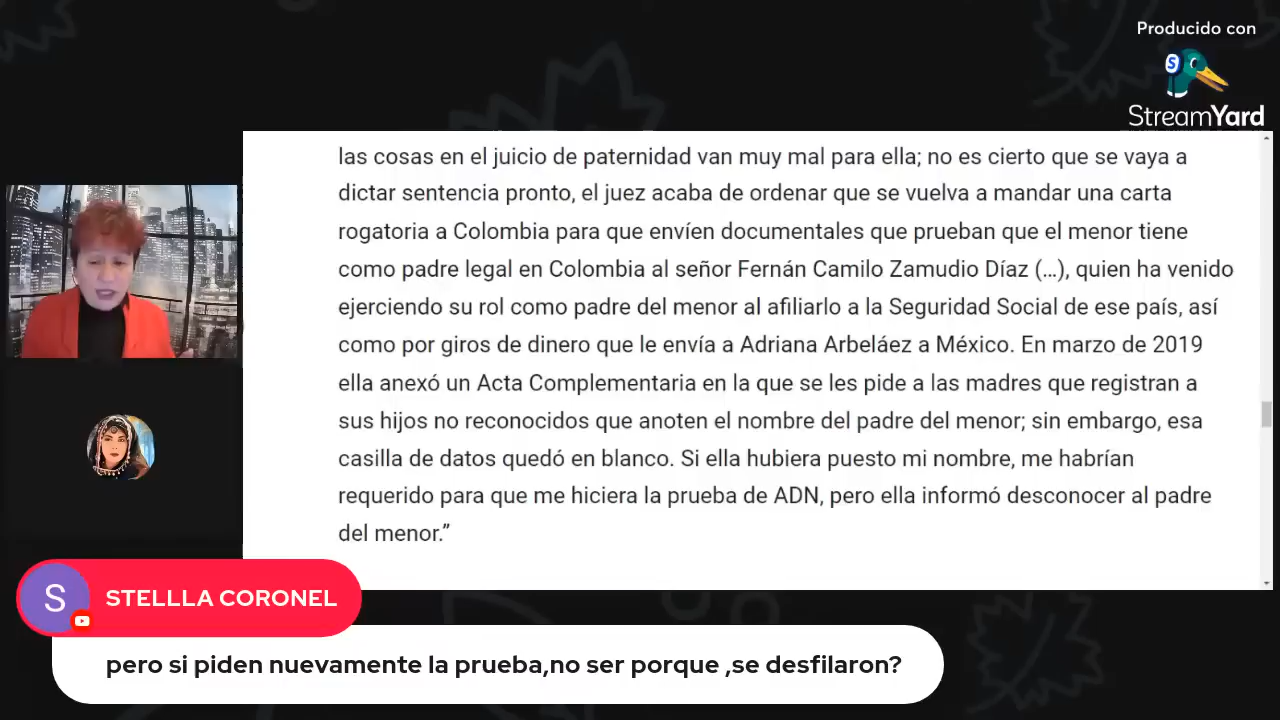 Producido con
StreamYard
las cosas en el juicio de paternidad van muy mal para ella; no es cierto que se vaya a
dictar sentencia pronto, el juez acaba de ordenar que se vuelva a mandar una carta
rogatoria a Colombia para que envíen documentales que prueban que el menor tiene
como padre legal en Colombia al señor Fernán Camilo Zamudio Díaz (...), quien ha venido
ejerciendo su rol como padre del menor al afiliarlo a la Seguridad Social de ese país, así
como por giros de dinero que le envía a Adriana Arbeláez a México. En marzo de 2019
ella anexó un Acta Complementaria en la que se les pide a las madres que registran a
sus hijos no reconocidos que anoten el nombre del padre del menor; sin embargo, esa
casilla de datos quedó en blanco. Si ella hubiera puesto mi nombre, me habrían
requerido para que me hiciera la prueba de ADN, pero ella informó desconocer al padre
del menor.”
S
STELLLA CORONEL
pero si piden nuevamente la prueba,no ser porque ,se desfilaron?